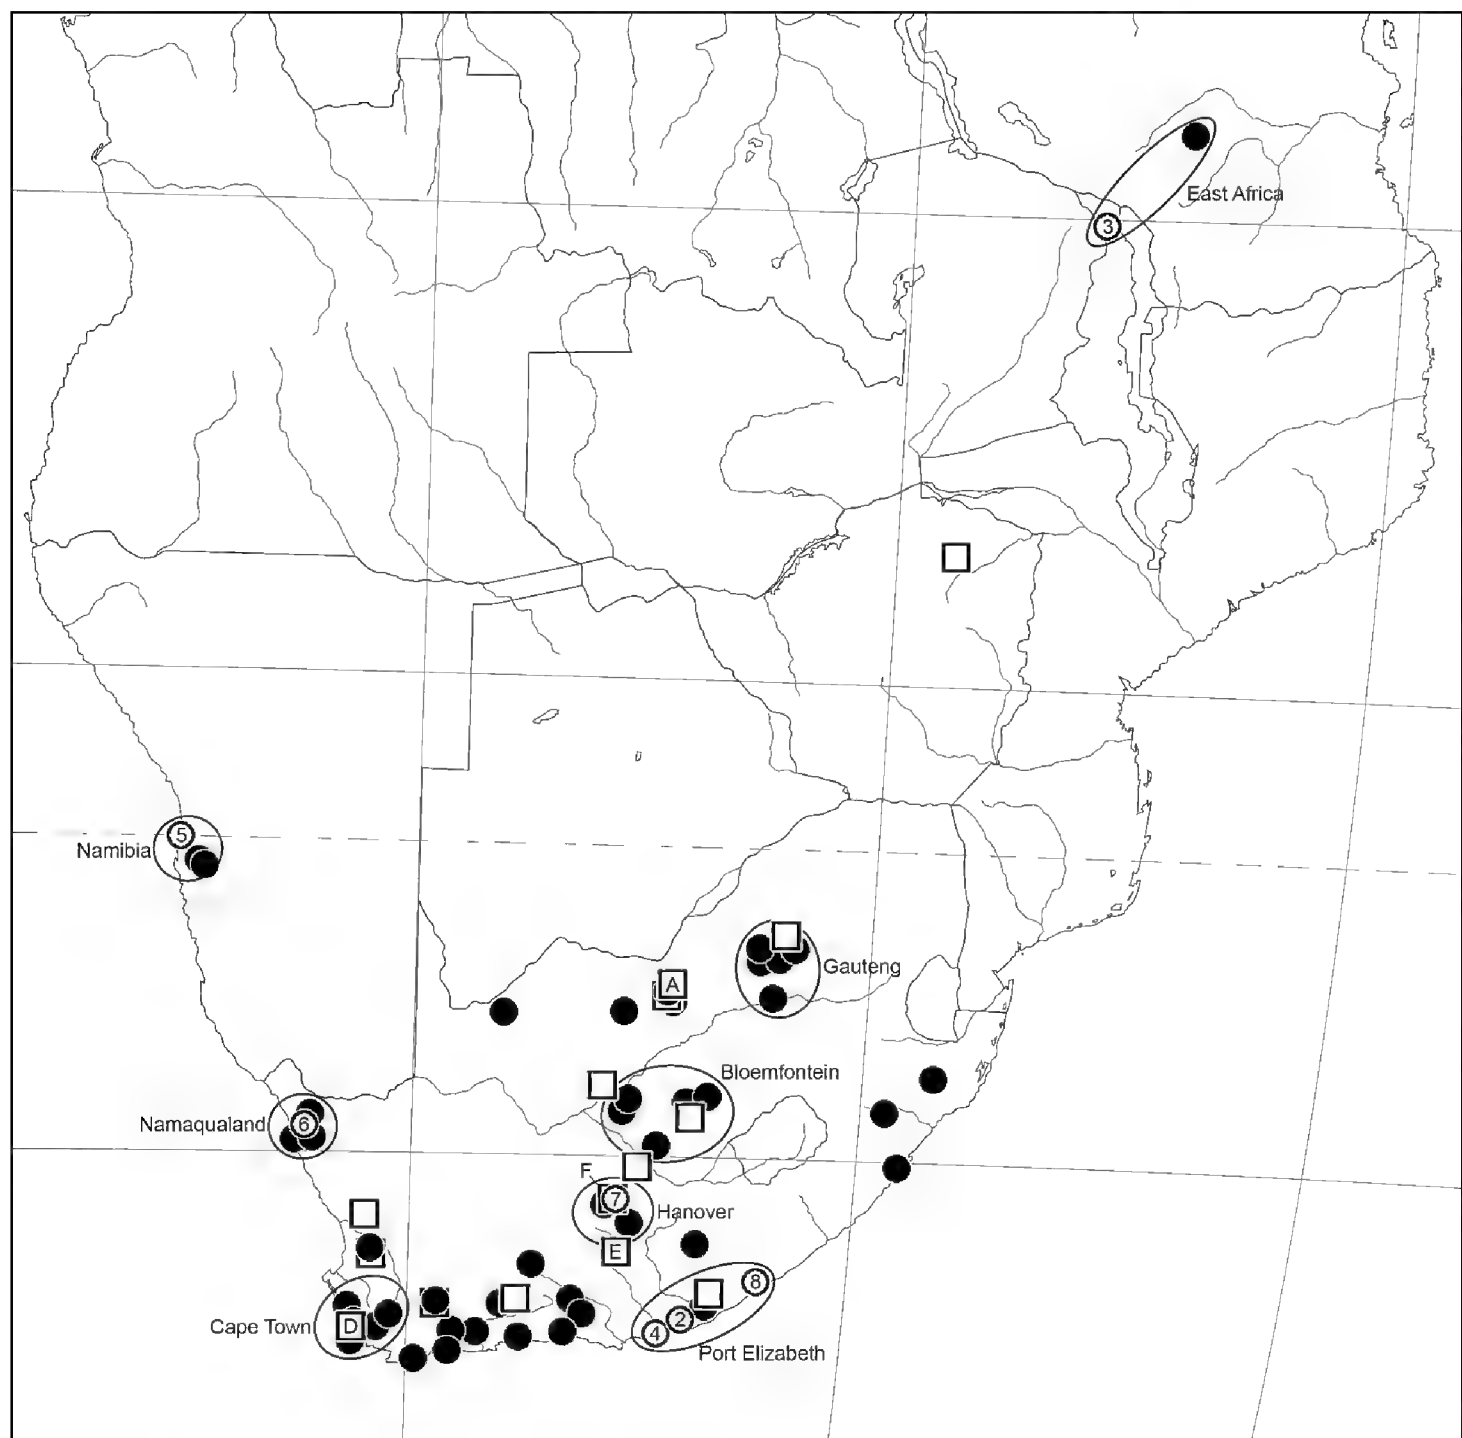 East Africa
3
5
Namibia
Gauteng
A
Bloemfontein
Namaqualand
6
F
7
Hanover
E
8
Cape Town
D
2
4
Port Elizabeth